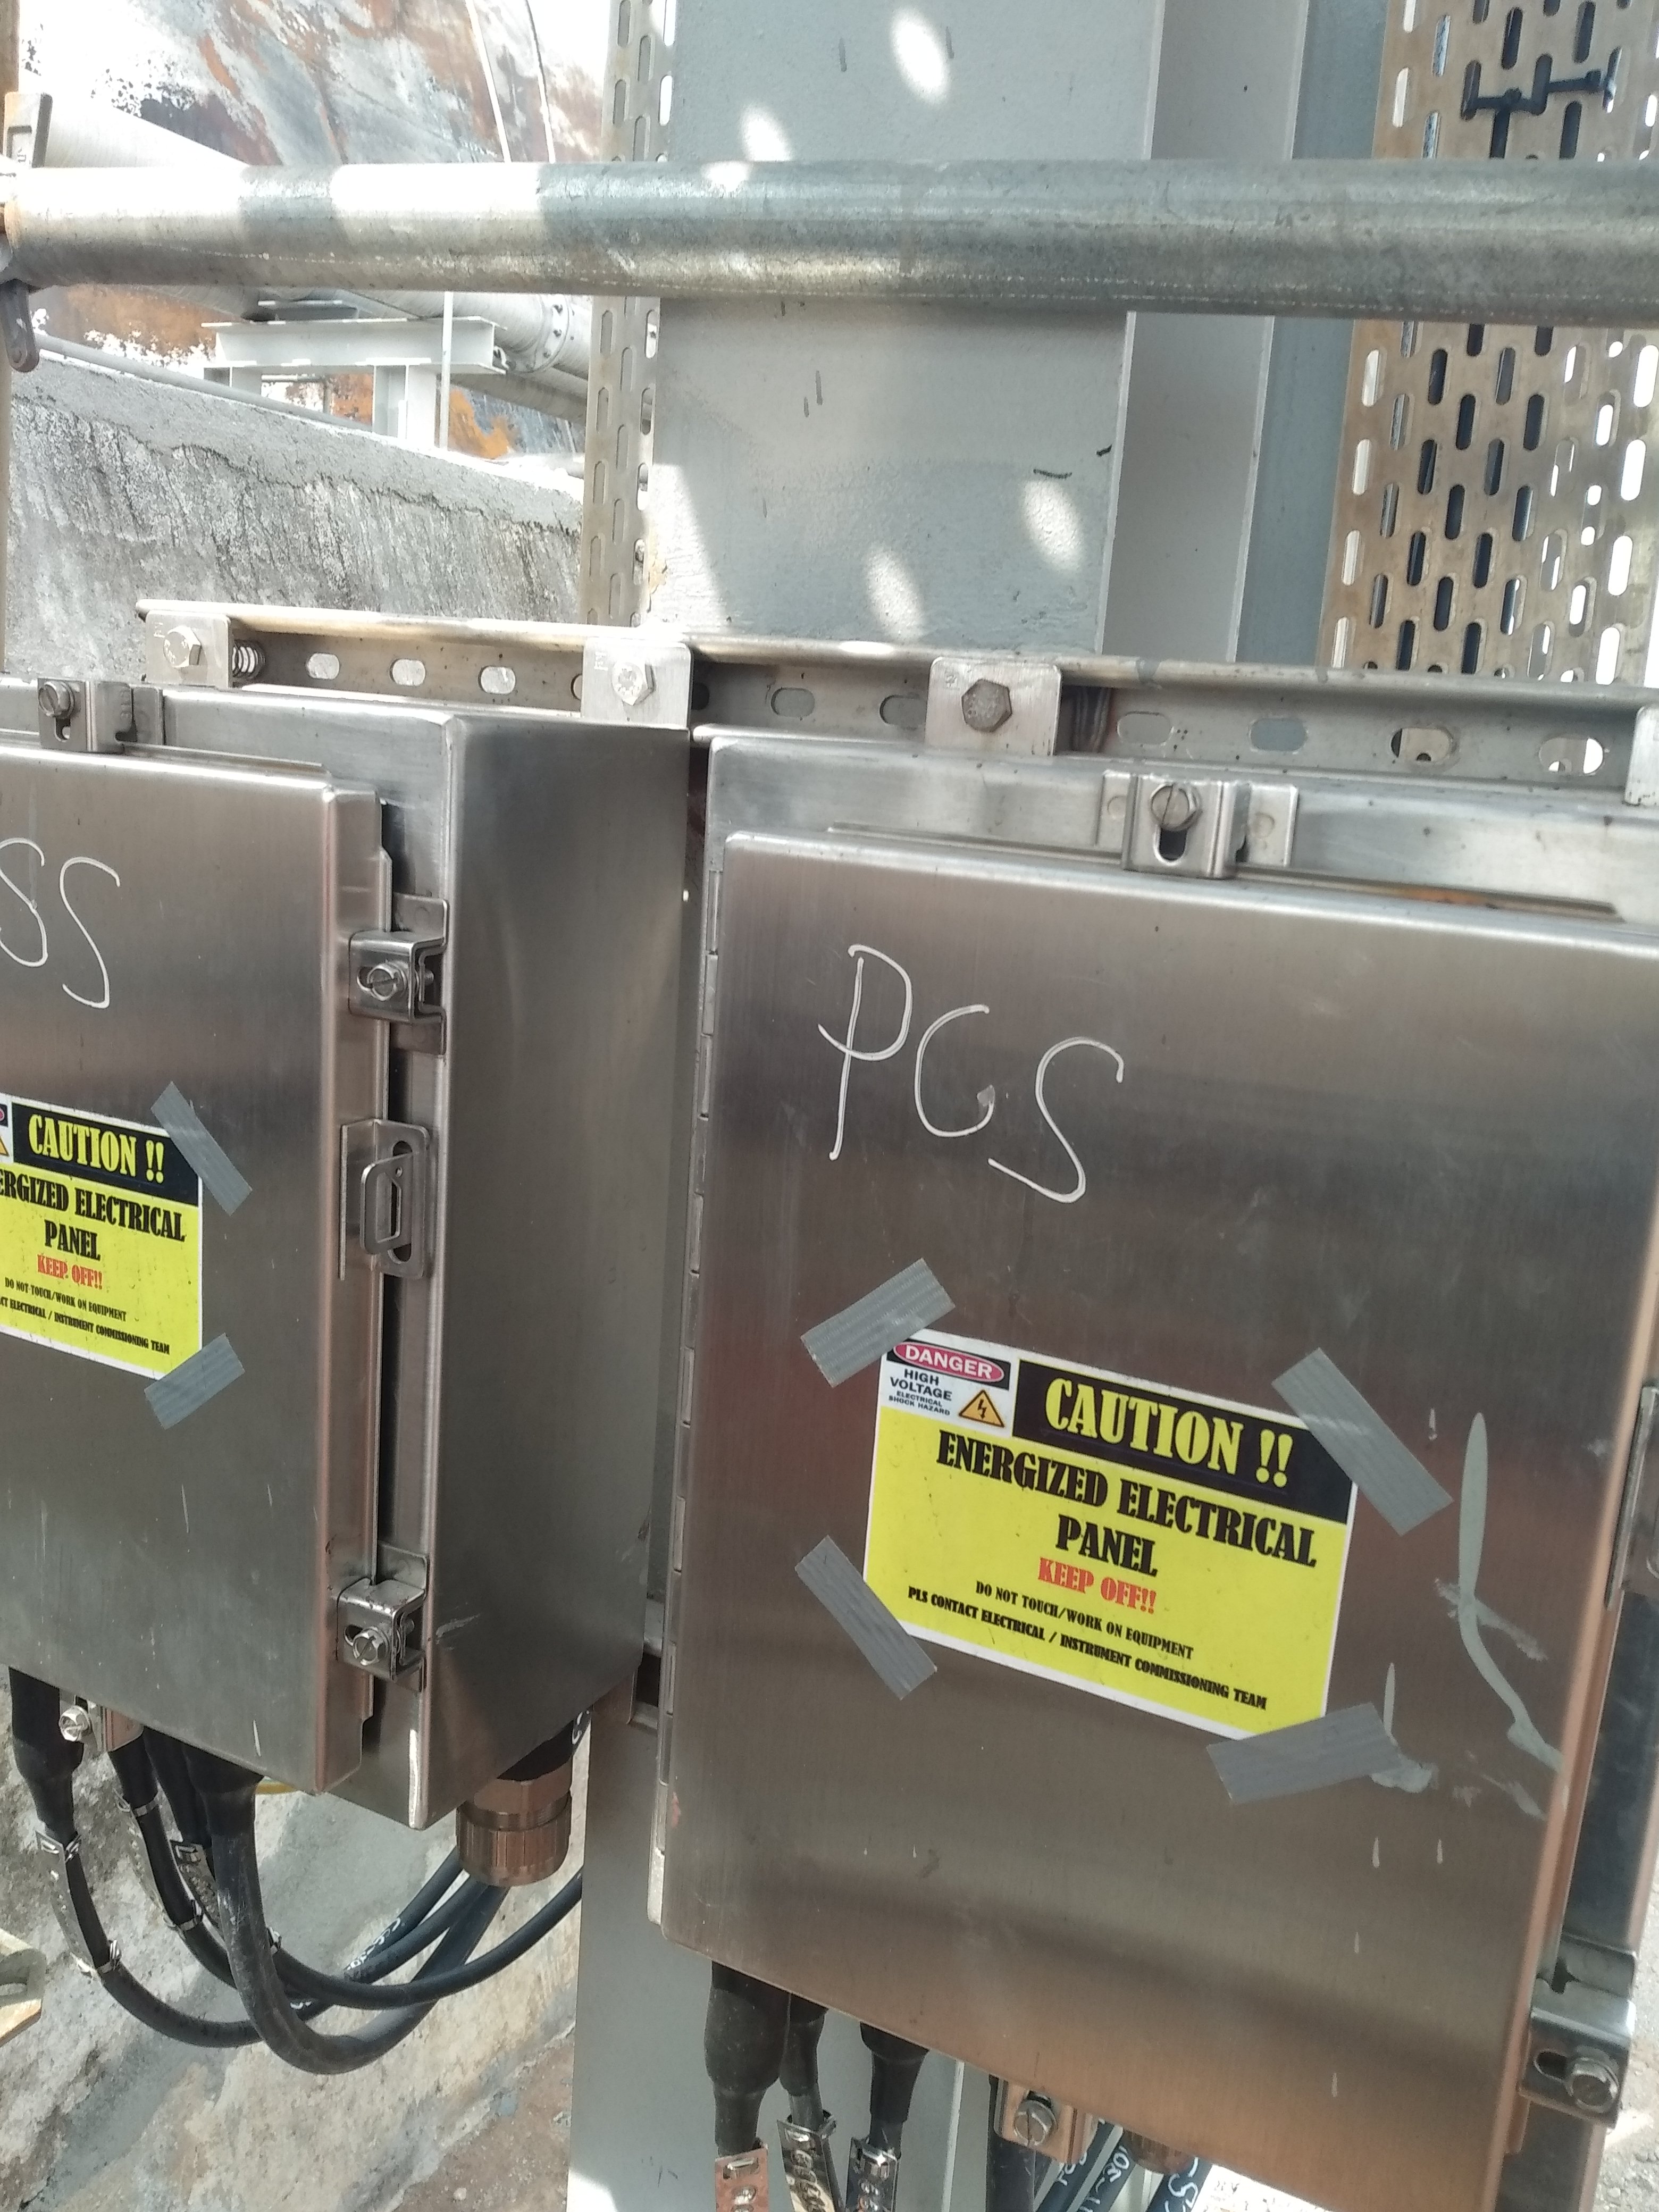 SS
CAUTION !!
ERGIZED ELECTRICAL
PANEL
KEEP OFF!!
DO NOT TOUCH/WORK ON EQUIPMENT
CT ELECTRICAL / INSTRUMENT COMMISSIONING TEAM
PCS
DANGER
HIGH
VOLTAGE
ELECTRICAL
SHOCK HAZARD
CAUTION !!
ENERGIZED ELECTRICAL
PANEL
KEEP OFF!!
DO NOT TOUCH/WORK ON EQUIPMENT
PLS CONTACT ELECTRICAL / INSTRUMENT COMMISSIONING TEAM